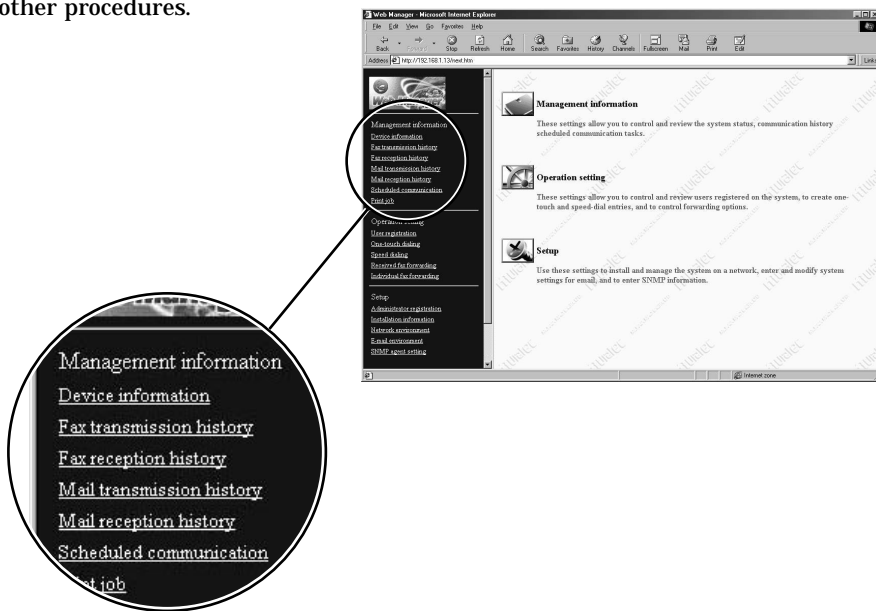 other procedures.
Web Manager - Microsoft Internet Explorer
File Edit View Go Favorites Help
Back Forward Stop Refresh Home Search Favorites History Channels Fullscreen Mail Print Edit
Address http://192.168.1.13/next.htm Links
Management information
Device information
Fax transmission history
Fax reception history
Mail transmission history
Mail reception history
Scheduled communication
Print job
Operation setting
User registration
One-touch dialing
Speed dialing
Received fax forwarding
Individual fax forwarding
Setup
Administrator registration
Installation information
Network environment
E-mail environment
SNMP agent setting
Management information
These settings allow you to control and review the system status, communication history
scheduled communication tasks.
Operation setting
These settings allow you to control and review users registered on the system, to create one-
touch and speed-dial entries, and to control forwarding options.
Setup
Use these settings to install and manage the system on a network, enter and modify system
settings for email, and to enter SNMP information.
Internet zone
Management information
Device information
Fax transmission history
Fax reception history
Mail transmission history
Mail reception history
Scheduled communication
job